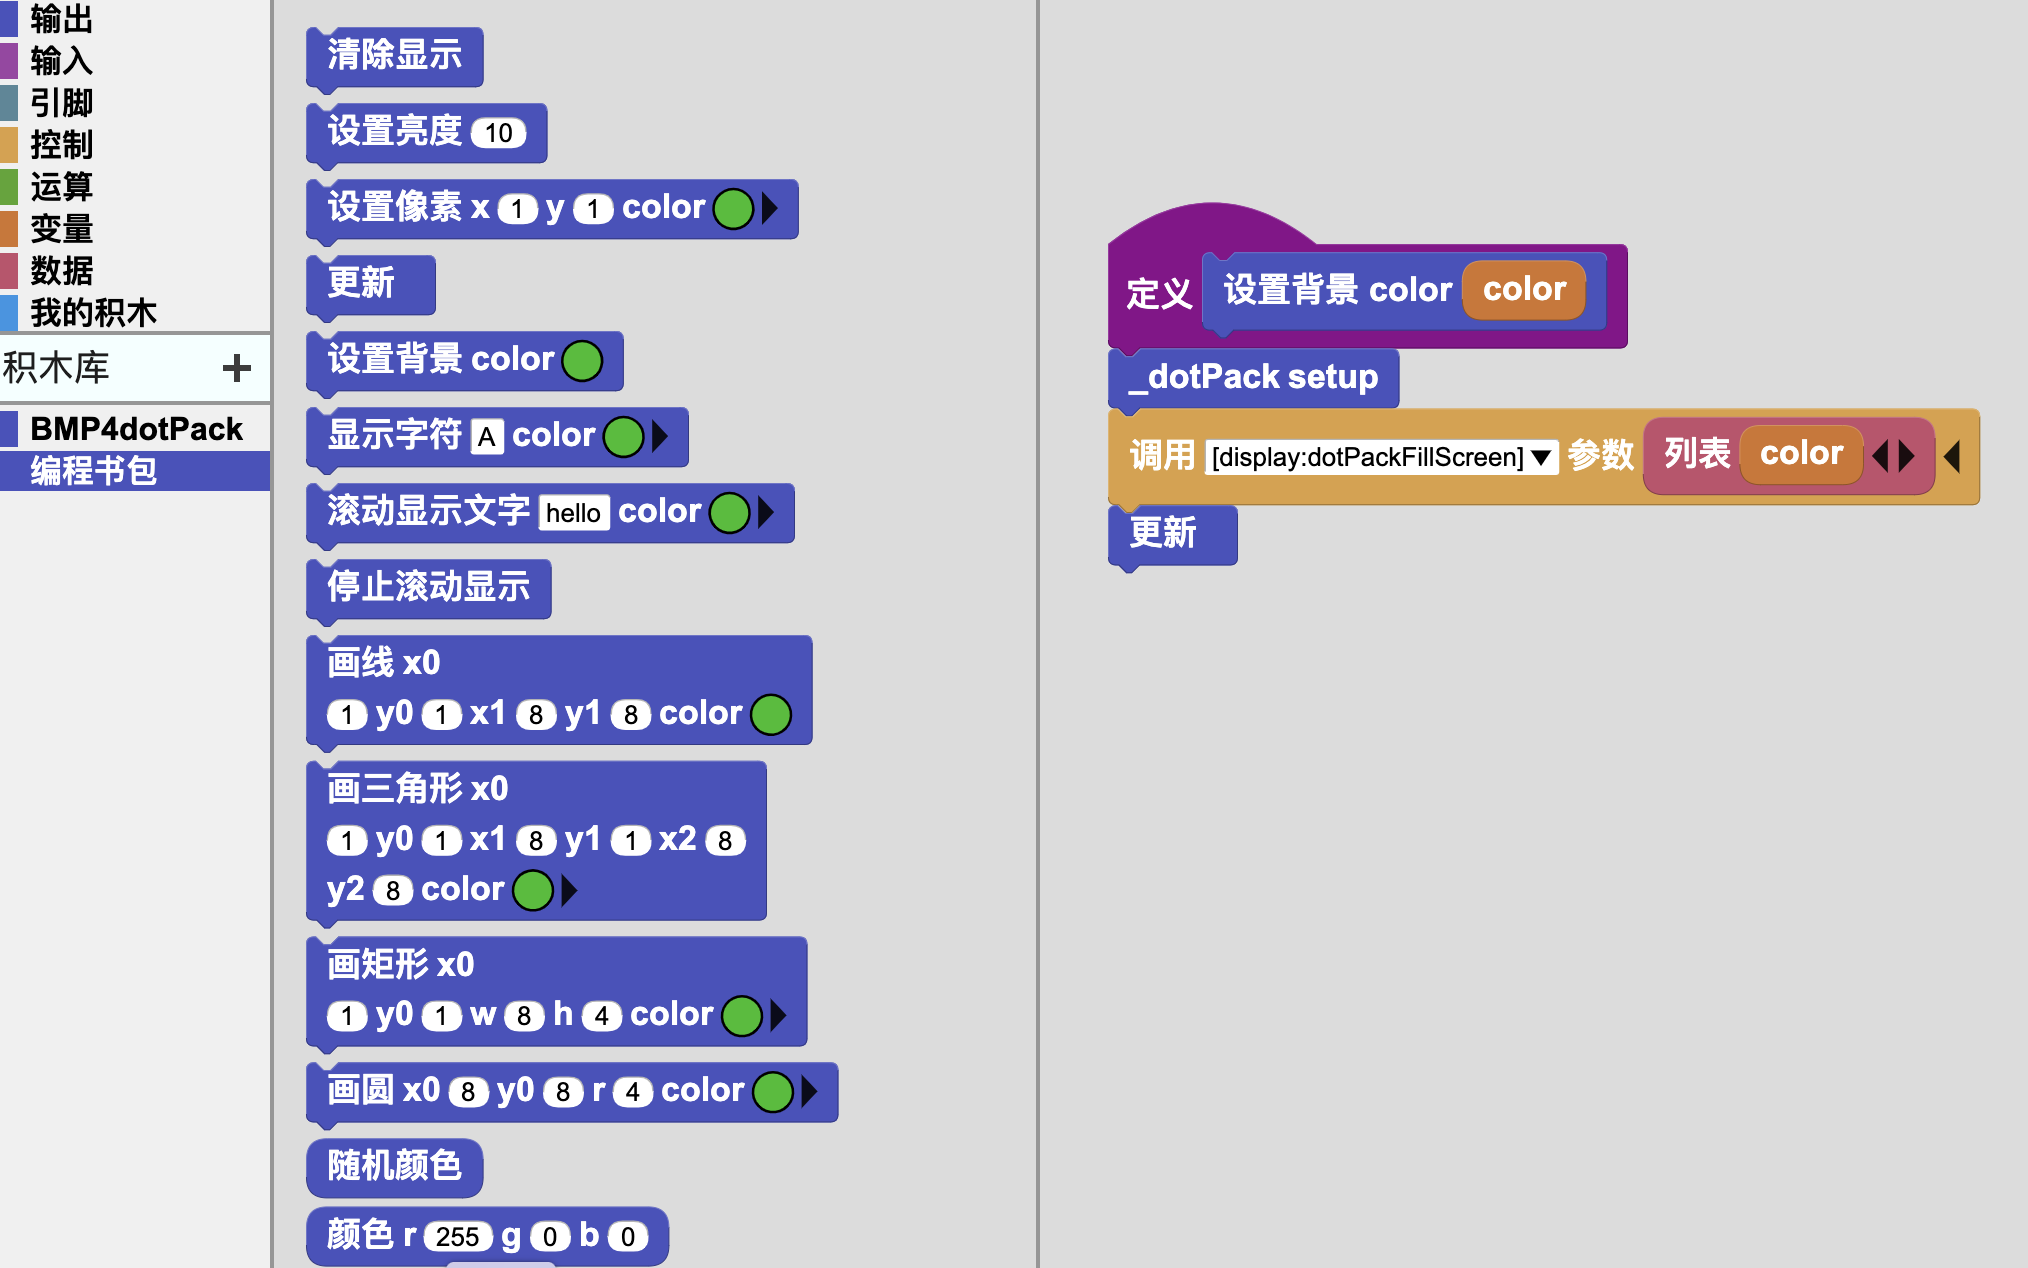 输出
输入
引脚
控制
运算
变量
数据
我的积木
积木库 +
BMP4dotPack
编程书包
清除显示
设置亮度 10
设置像素 x 1 y 1 color
更新
设置背景 color
显示字符 A color
滚动显示文字 hello color
停止滚动显示
画线 x0
1 y0 1 x1 8 y1 8 color
画三角形 x0
1 y0 1 x1 8 y1 1 x2 8
y2 8 color
画矩形 x0
1 y0 1 w 8 h 4 color
画圆 x0 8 y0 8 r 4 color
随机颜色
颜色 r 255 g 0 b 0
定义 设置背景 color color
_dotPack setup
调用 [display:dotPackFillScreen] 参数 列表 color
更新